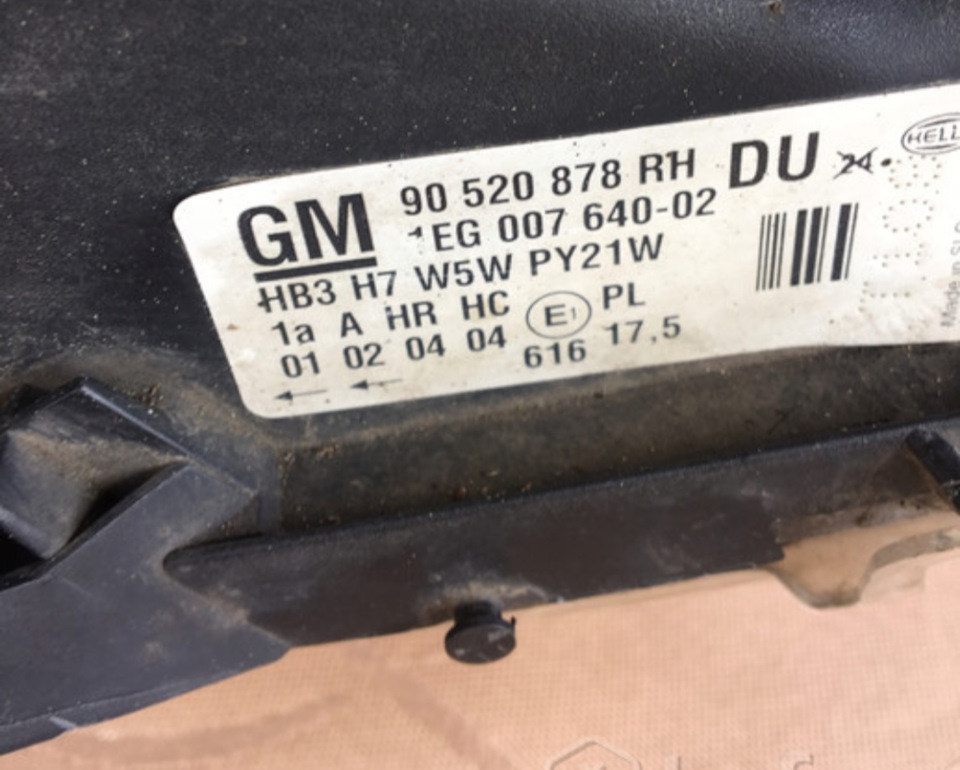 GM 90 520 878 RH DU 24.
1EG 007 640-02
HB3 H7 W5W PY21W
1a A HR HC E1 PL
01 02 04 04 616 17,5